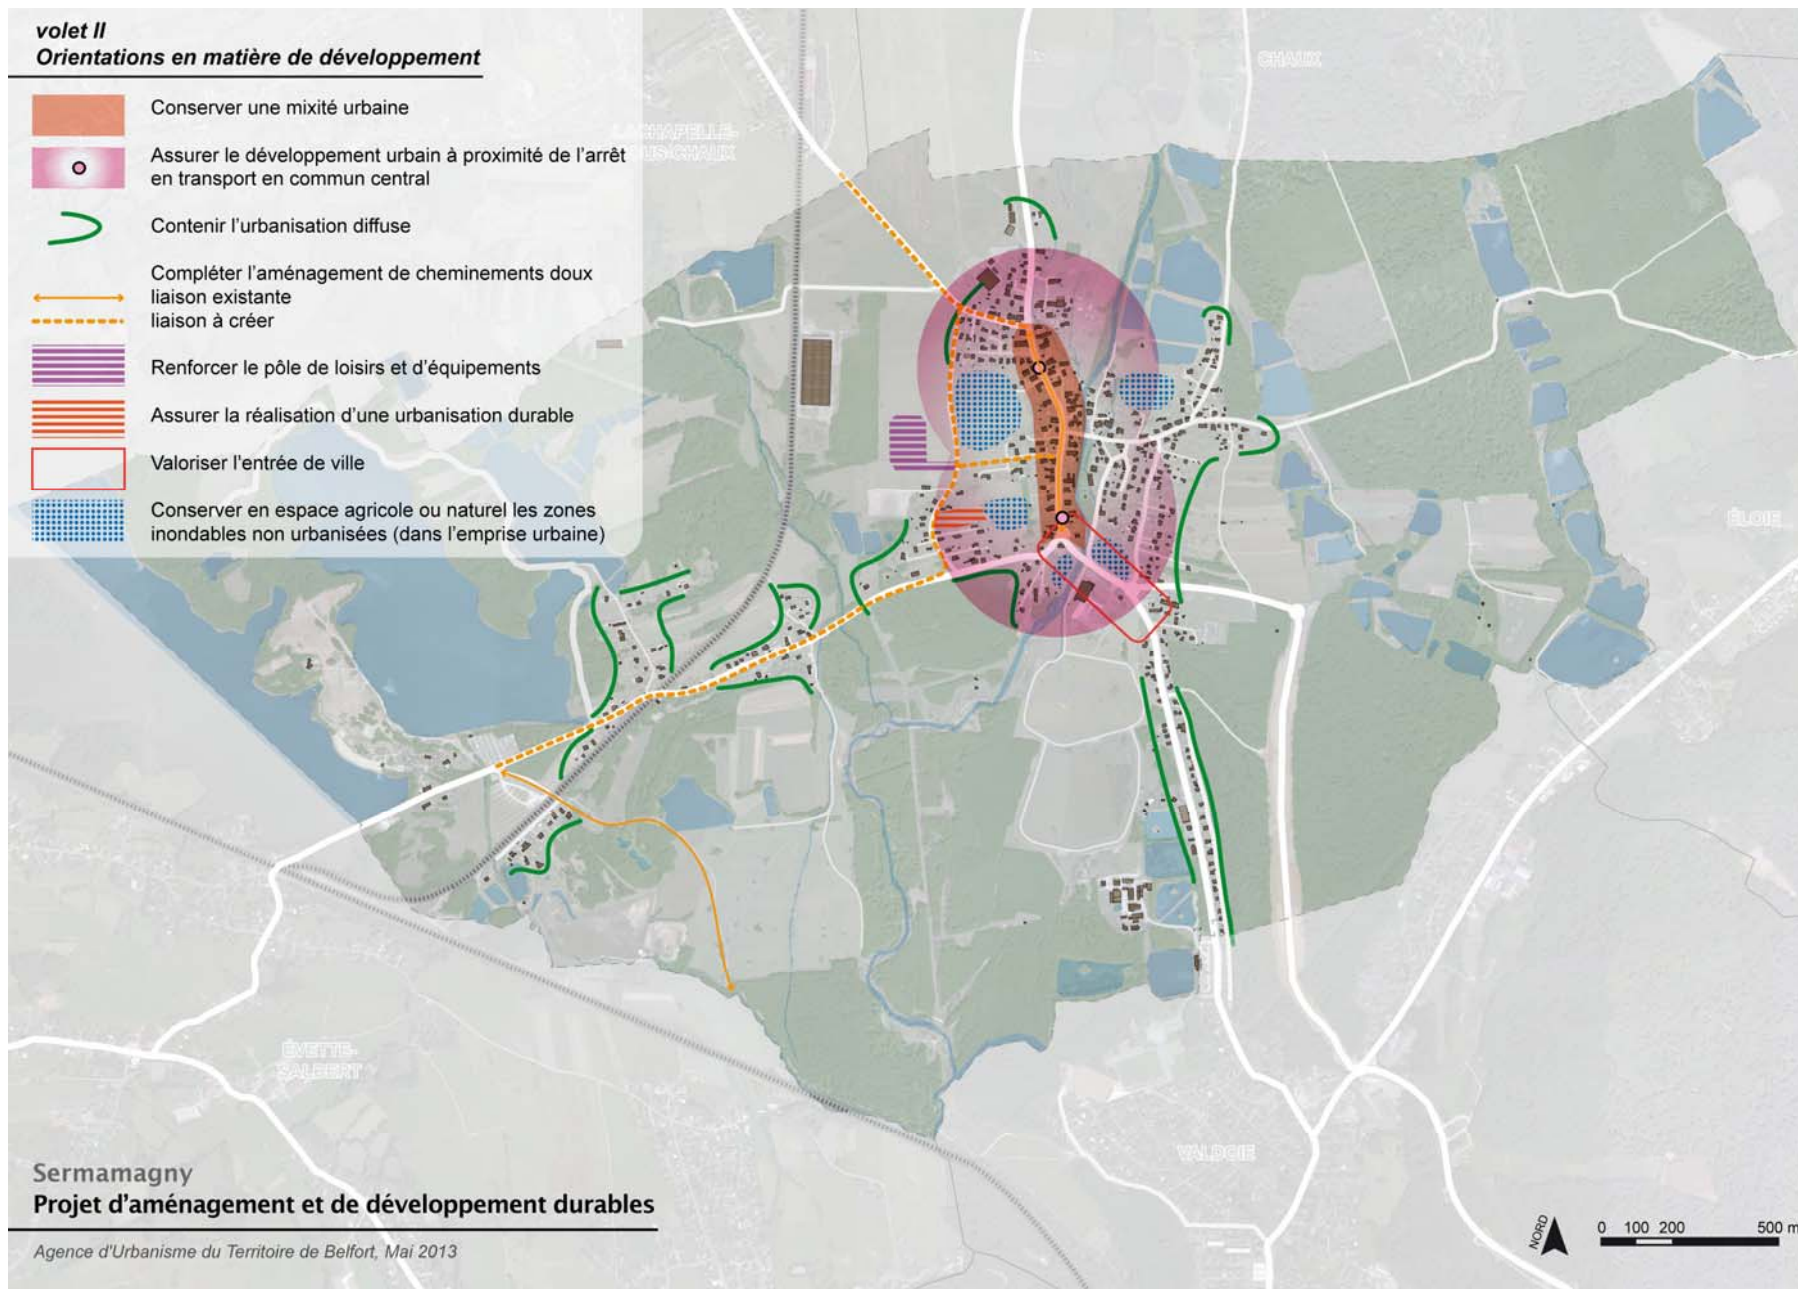 volet II
Orientations en matière de développement
Conserver une mixité urbaine
Assurer le développement urbain à proximité de l'arrêt
en transport en commun central
Contenir l'urbanisation diffuse
Compléter l'aménagement de cheminements doux
liaison existante
liaison à créer
Renforcer le pôle de loisirs et d'équipements
Assurer la réalisation d'une urbanisation durable
Valoriser l'entrée de ville
Conserver en espace agricole ou naturel les zones
inondables non urbanisées (dans l'emprise urbaine)
CHAUX
LACHAPELLE-
SOUS-CHAUX
ÉLOIE
ÉVETTE-
SALBERT
VALDOIE
Sermamagny
Projet d'aménagement et de développement durables
Agence d'Urbanisme du Territoire de Belfort, Mai 2013
NORD
0 100 200 500 m